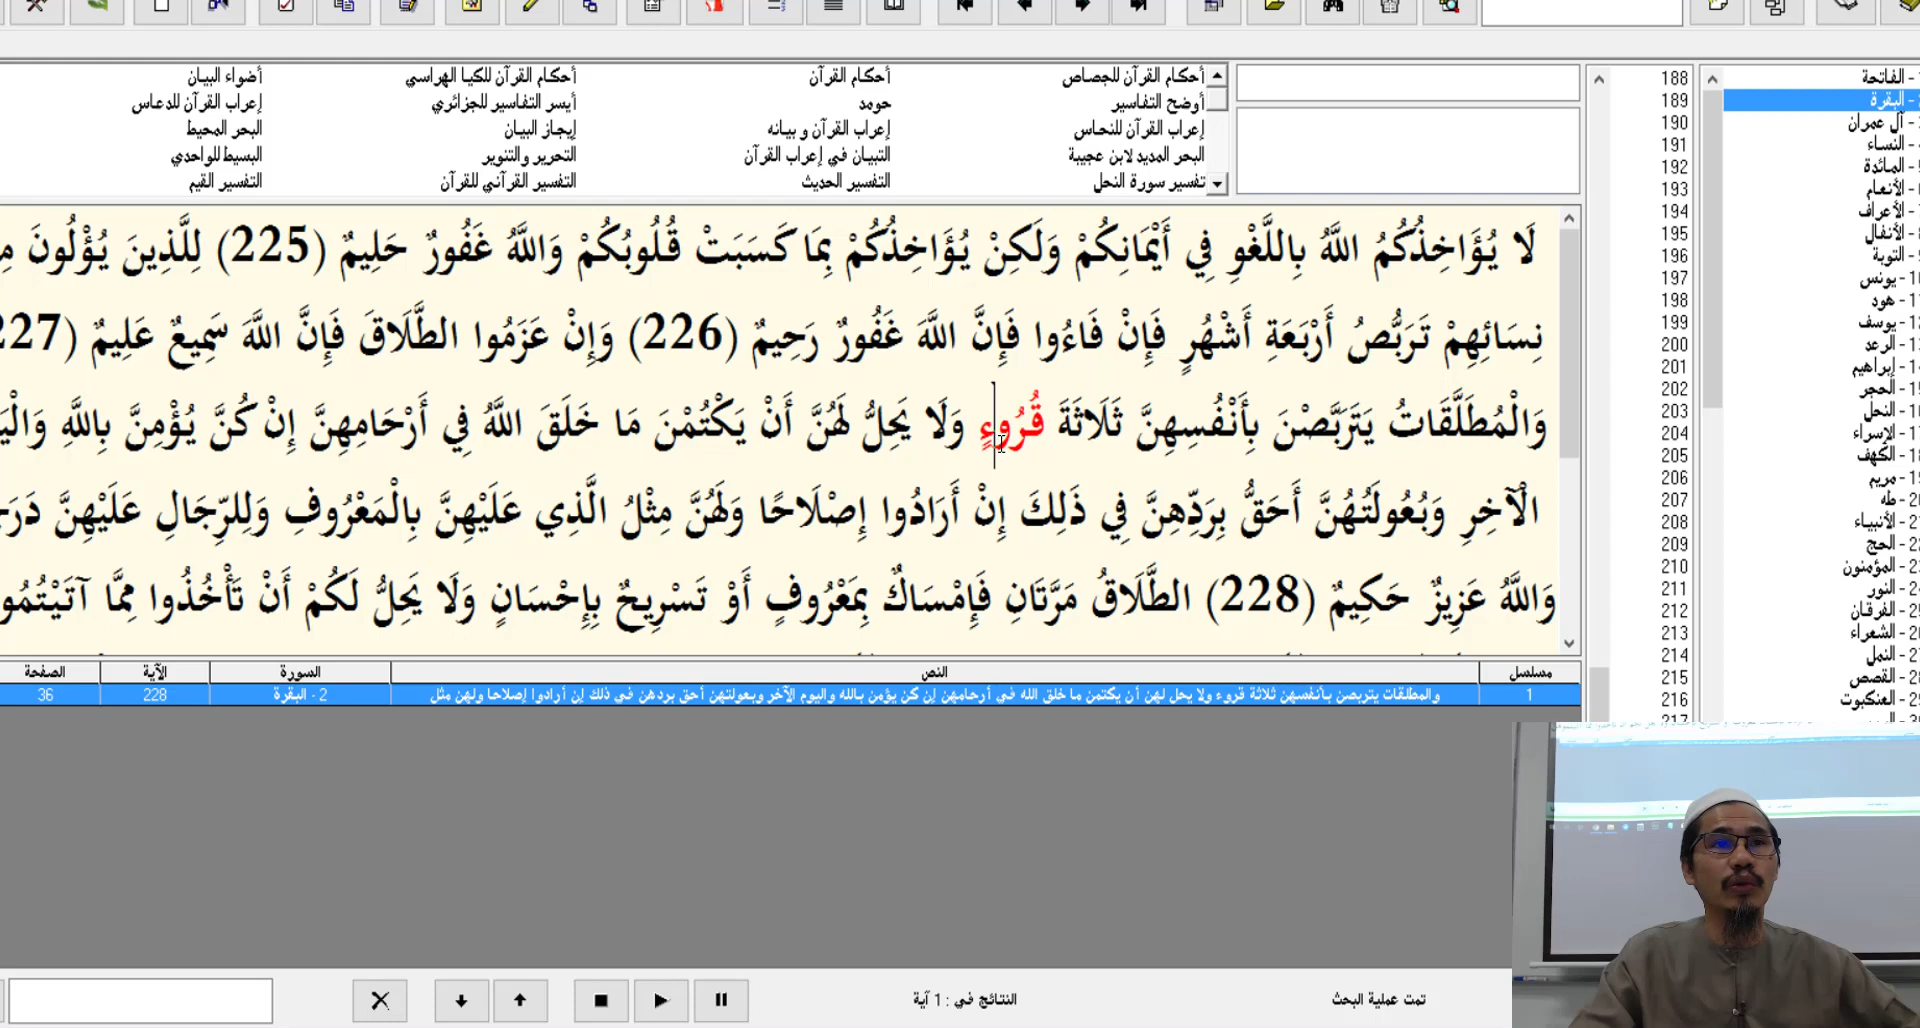 أحكام القرآن للجصاص أحكام القرآن أحكام القرآن للكيا الهراسي أضواء البيان
أوضح التفاسير حومد أيسر التفاسير للجزائري إعراب القرآن للدعاس
إعراب القرآن للنحاس إعراب القرآن و بيانه إيجاز البيان البحر المحيط
البحر المديد لابن عجيبة التبيان في إعراب القرآن التحرير والتنوير البسيط للواحدي
تفسير سورة النحل التفسير الحديث التفسير القرآني للقرآن التفسير القيم
لَا يُؤَاخِذُكُمُ اللَّهُ بِاللَّغْوِ فِي أَيْمَانِكُمْ وَلَكِنْ يُؤَاخِذُكُمْ بِمَا كَسَبَتْ قُلُوبُكُمْ وَاللَّهُ غَفُورٌ حَلِيمٌ (225) لِلَّذِينَ يُؤْلُونَ
نِسَائِهِمْ تَرَبُّصُ أَرْبَعَةِ أَشْهُرٍ فَإِنْ فَاءُوا فَإِنَّ اللَّهَ غَفُورٌ رَحِيمٌ (226) وَإِنْ عَزَمُوا الطَّلَاقَ فَإِنَّ اللَّهَ سَمِيعٌ عَلِيمٌ (227
وَالْمُطَلَّقَاتُ يَتَرَبَّصْنَ بِأَنْفُسِهِنَّ ثَلَاثَةَ قُرُوءٍ وَلَا يَحِلُّ لَهُنَّ أَنْ يَكْتُمْنَ مَا خَلَقَ اللَّهُ فِي أَرْحَامِهِنَّ إِنْ كُنَّ يُؤْمِنَّ بِاللَّهِ
الْآخِرِ وَبُعُولَتُهُنَّ أَحَقُّ بِرَدِّهِنَّ فِي ذَلِكَ إِنْ أَرَادُوا إِصْلَاحًا وَلَهُنَّ مِثْلُ الَّذِي عَلَيْهِنَّ بِالْمَعْرُوفِ وَلِلرِّجَالِ عَلَيْهِنَّ
وَاللَّهُ عَزِيزٌ حَكِيمٌ (228) الطَّلَاقُ مَرَّتَانِ فَإِمْسَاكٌ بِمَعْرُوفٍ أَوْ تَسْرِيحٌ بِإِحْسَانٍ وَلَا يَحِلُّ لَكُمْ أَنْ تَأْخُذُوا مِمَّا
مسلسل النص السورة الآية الصفحة
1 والمطلقات يتربصن بأنفسهن ثلاثة قروء ولا يحل لهن أن يكتمن ما خلق الله في أرحامهن إن كن يؤمن بالله واليوم الآخر وبعولتهن أحق بردهن في ذلك إن أرادوا إصلاحا ولهن مثل 2 - البقرة 228 36
الفاتحة
البقرة
آل عمران
النساء
المائدة
الأنعام
الأعراف
الأنفال
التوبة
يونس
هود
يوسف
الرعد
إبراهيم
الحجر
النحل
الإسراء
الكهف
مريم
طه
الأنبياء
الحج
المؤمنون
النور
الفرقان
الشعراء
النمل
القصص
العنكبوت
188
189
190
191
192
193
194
195
196
197
198
199
200
201
202
203
204
205
206
207
208
209
210
211
212
213
214
215
216
217
تمت عملية البحث النتائج في : 1 آية